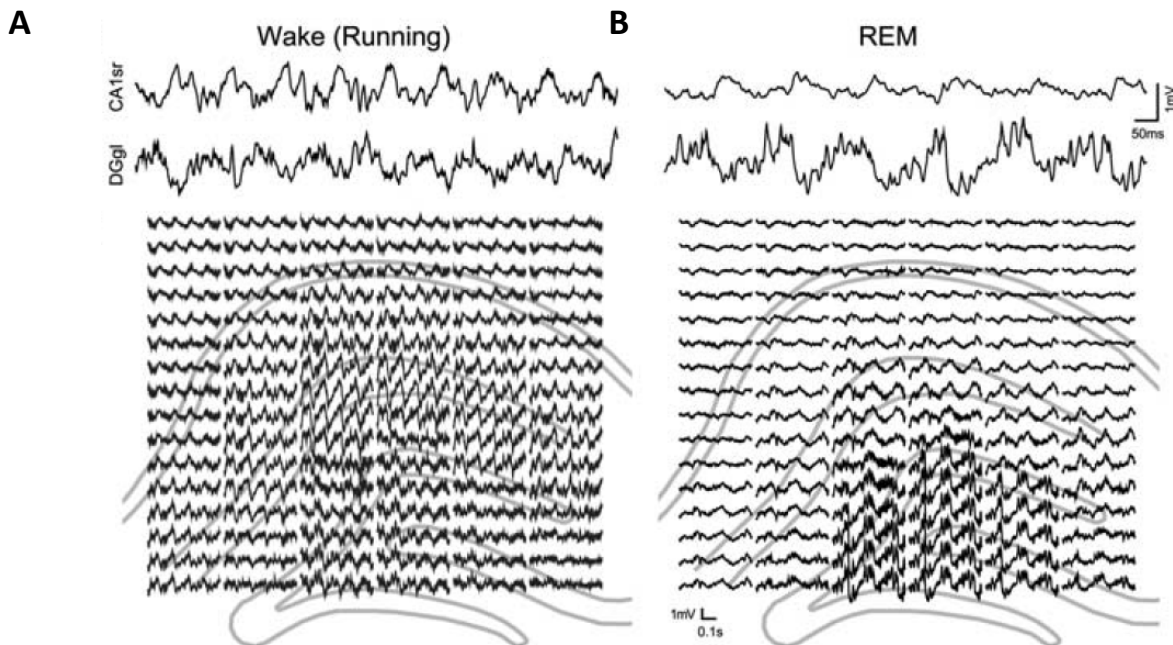 A
B
Wake (Running)
REM
CA1sr
DGgl
1mV
50ms
1mV
0.1s